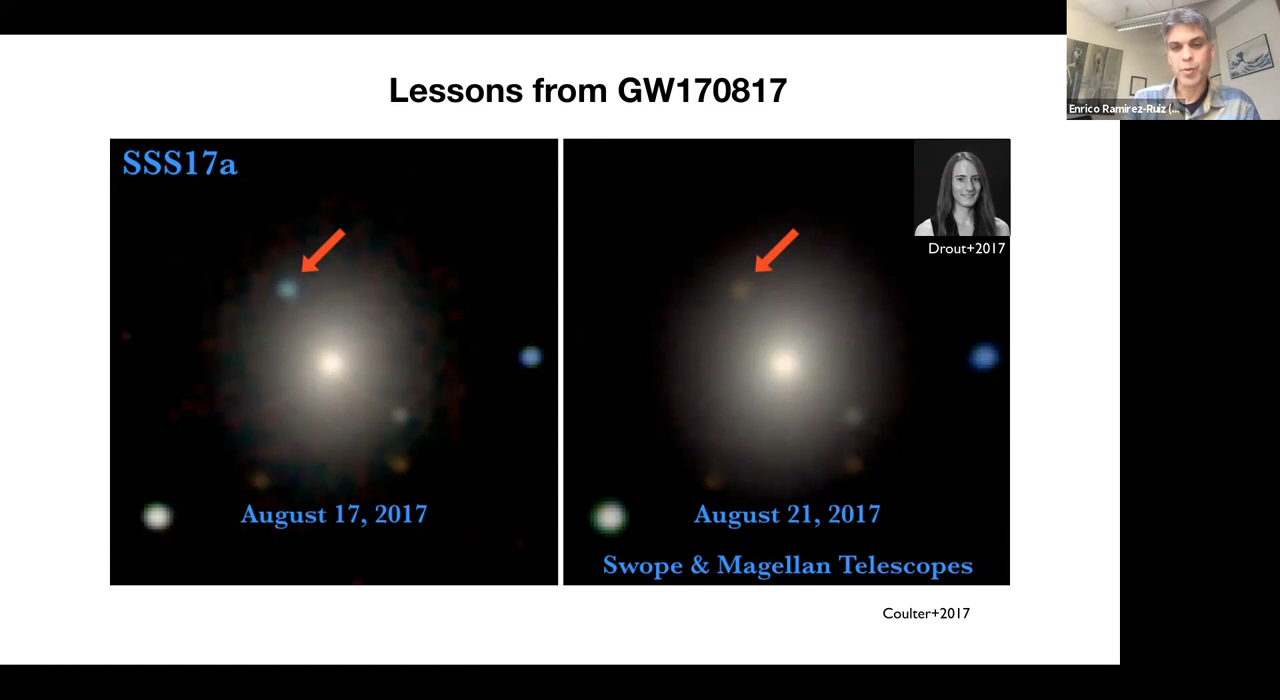 Lessons from GW170817
Enrico Ramirez-Ruiz (...
SSS17a
Drout+2017
August 17, 2017
August 21, 2017
Swope & Magellan Telescopes
Coulter+2017